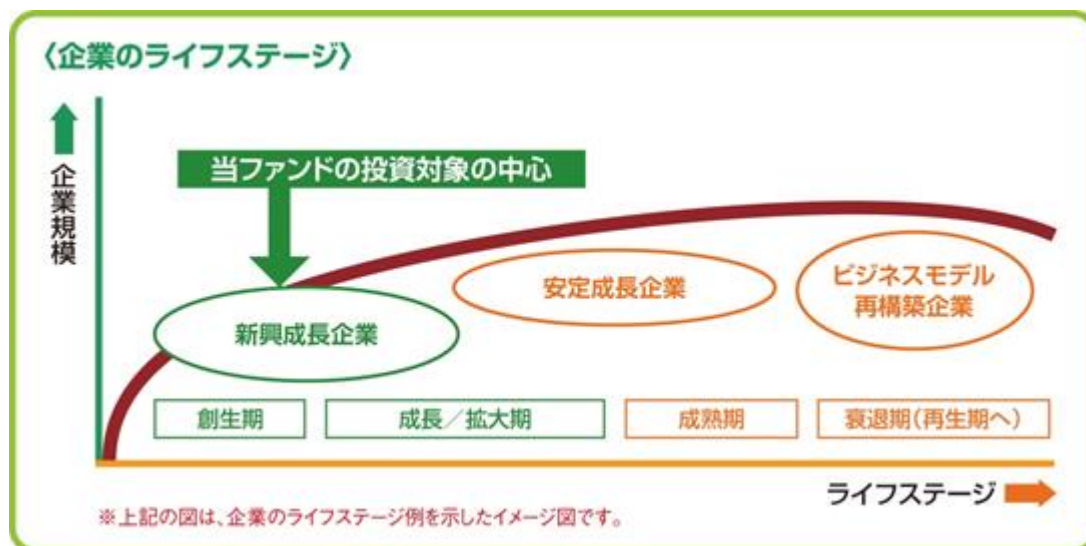 〈企業のライフステージ〉
企業規模
当ファンドの投資対象の中心
新興成長企業
安定成長企業
ビジネスモデル
再構築企業
創生期
成長／拡大期
成熟期
衰退期(再生期へ)
ライフステージ
※上記の図は、企業のライフステージ例を示したイメージ図です。